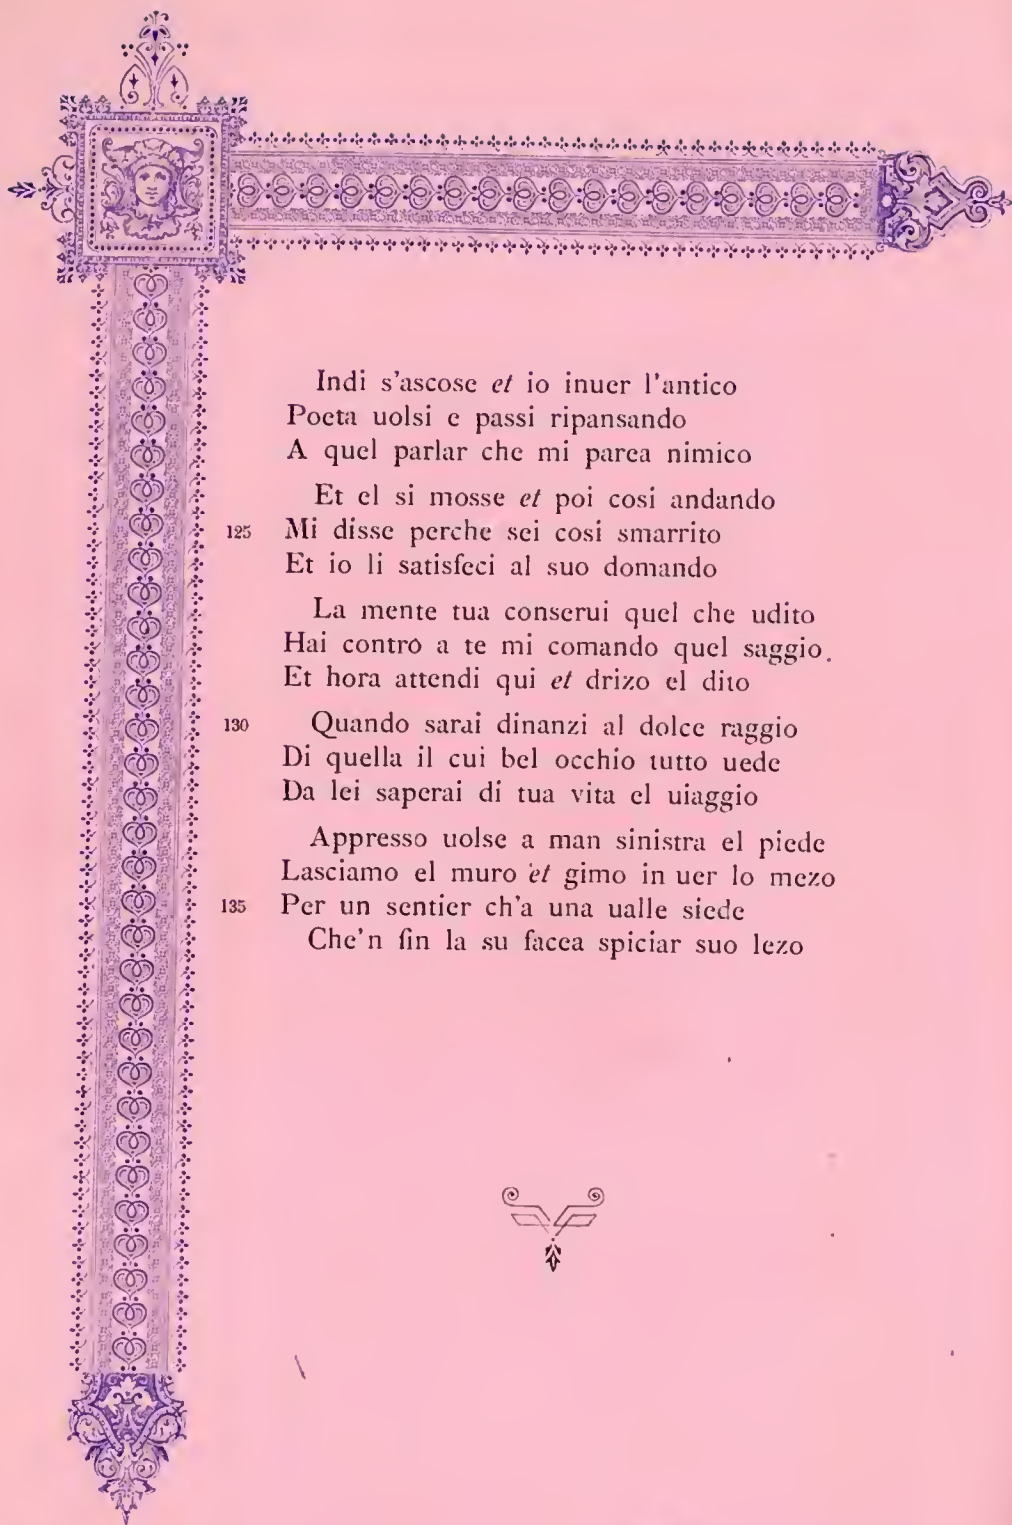 Indi s'ascose et io inuer l'antico
Poeta uolsi e passi ripansando
A quel parlar che mi parea nimico
Et el si mosse et poi cosi andando
125 Mi disse perche sei cosi smarrito
Et io li satisfeci al suo domando
La mente tua conserui quel che udito
Hai contro a te mi comando quel saggio.
Et hora attendi qui et drizo el dito
130 Quando sarai dinanzi al dolce raggio
Di quella il cui bel occhio tutto uede
Da lei saperai di tua vita el uiaggio
Appresso uolse a man sinistra el piede
Lasciamo el muro et gimo in uer lo mezo
135 Per un sentier ch'a una ualle siede
Che'n fin la su facea spiciar suo lezo